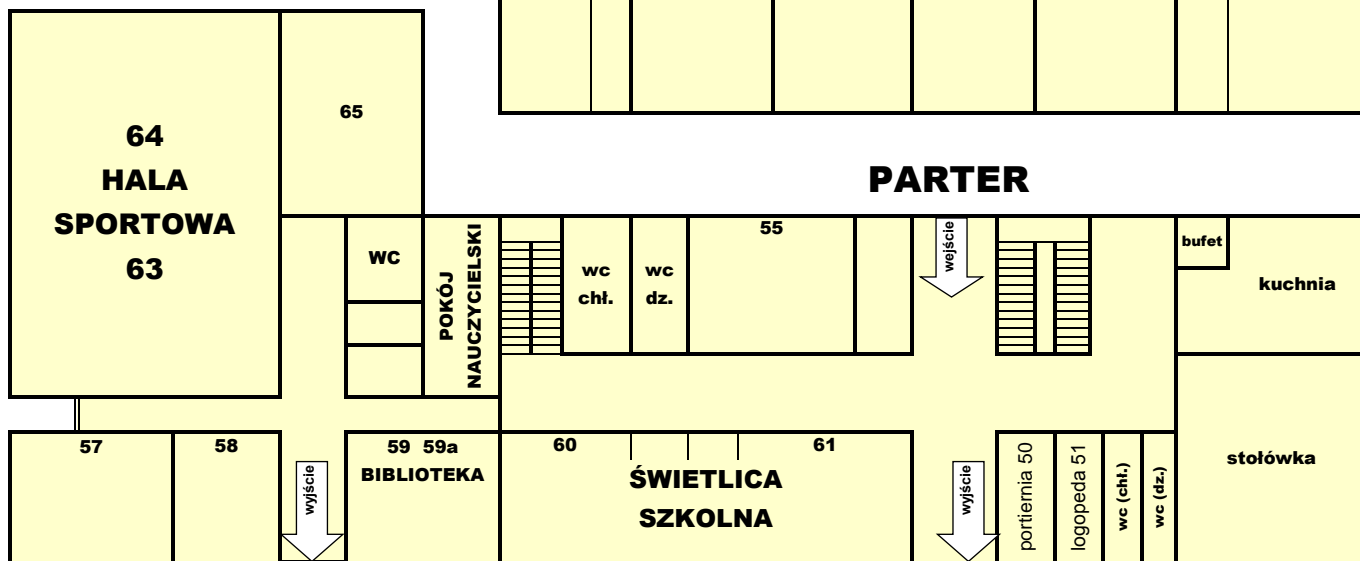 64
HALA
SPORTOWA
63
65
PARTER
WC
POKÓJ
NAUCZYCIELSKI
wc
chł.
wc
dz.
55
wejście
bufet
kuchnia
57
58
wyjście
59 59a
BIBLIOTEKA
60
61
ŚWIETLICA
SZKOLNA
wyjście
portiernia 50
logopeda 51
wc (chł.)
wc (dz.)
stołówka